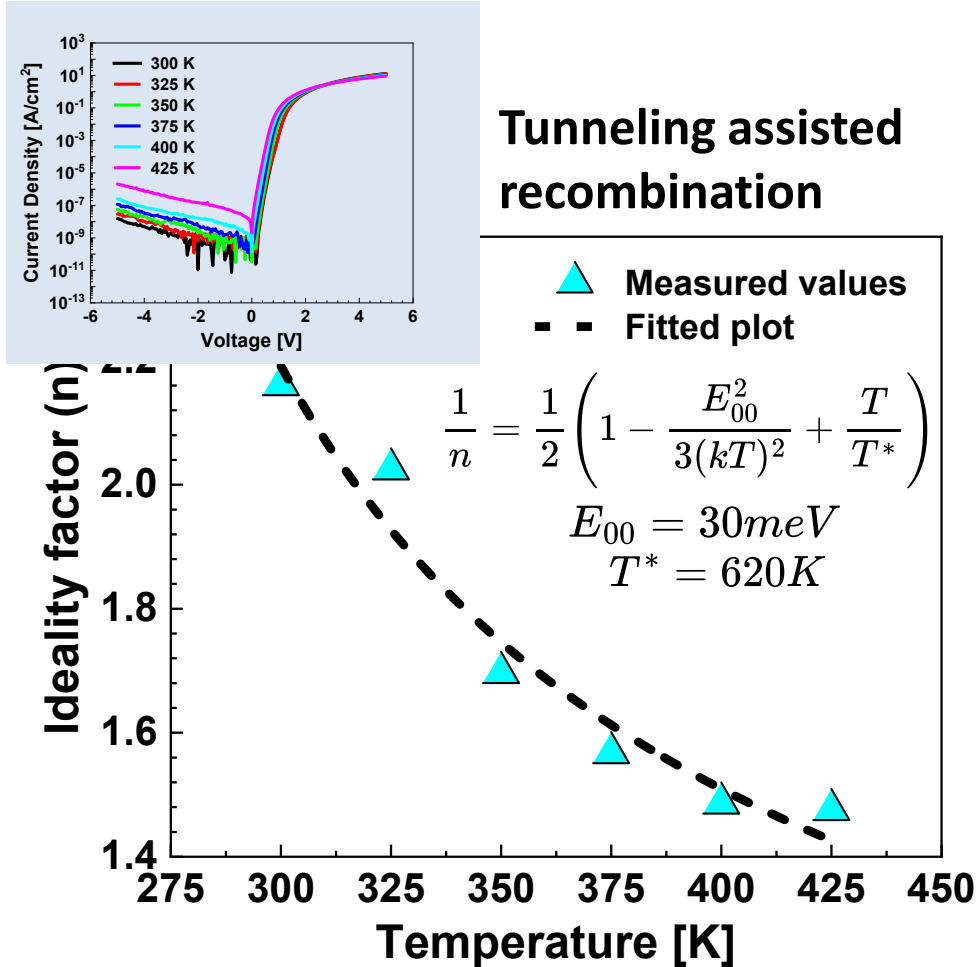 10³
10¹
10⁻¹
10⁻³
10⁻⁵
10⁻⁷
10⁻⁹
10⁻¹¹
10⁻¹³
Current Density [A/cm²]
300 K
325 K
350 K
375 K
400 K
425 K
-6 -4 -2 0 2 4 6
Voltage [V]
Tunneling assisted
recombination
Measured values
Fitted plot
1/n = 1/2(1 − E₀₀²/3(kT)² + T/T*)
E₀₀ = 30meV
T* = 620K
Ideality factor (n)
2.2
2.0
1.8
1.6
1.4
275 300 325 350 375 400 425 450
Temperature [K]